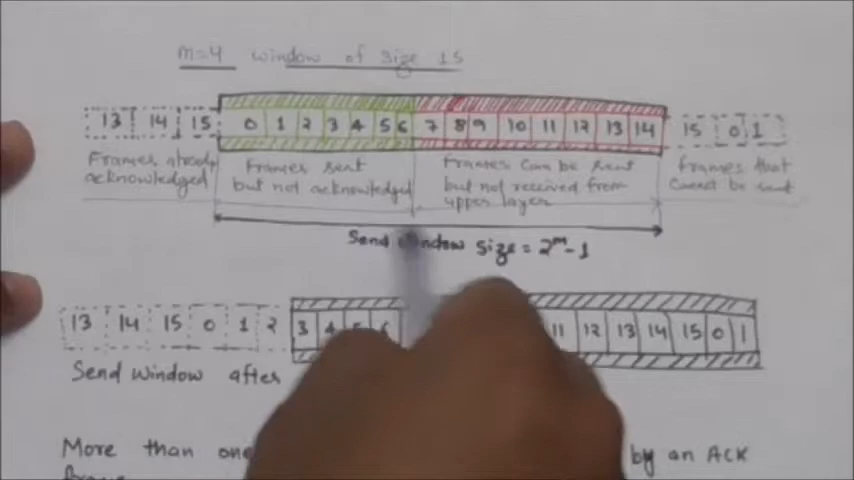 m=4 window of size 15
13 14 15 0 1 2 3 4 5 6 7 8 9 10 11 12 13 14 15 0 1
Frames already acknowledged
Frames sent but not acknowledged
Frames can be sent but not received from upper layer
frames that cannot be sent
Send window size = 2^m-1
13 14 15 0 1 2 3 4 5 6 11 12 13 14 15 0 1
Send window after
More than one by an ACK
frame